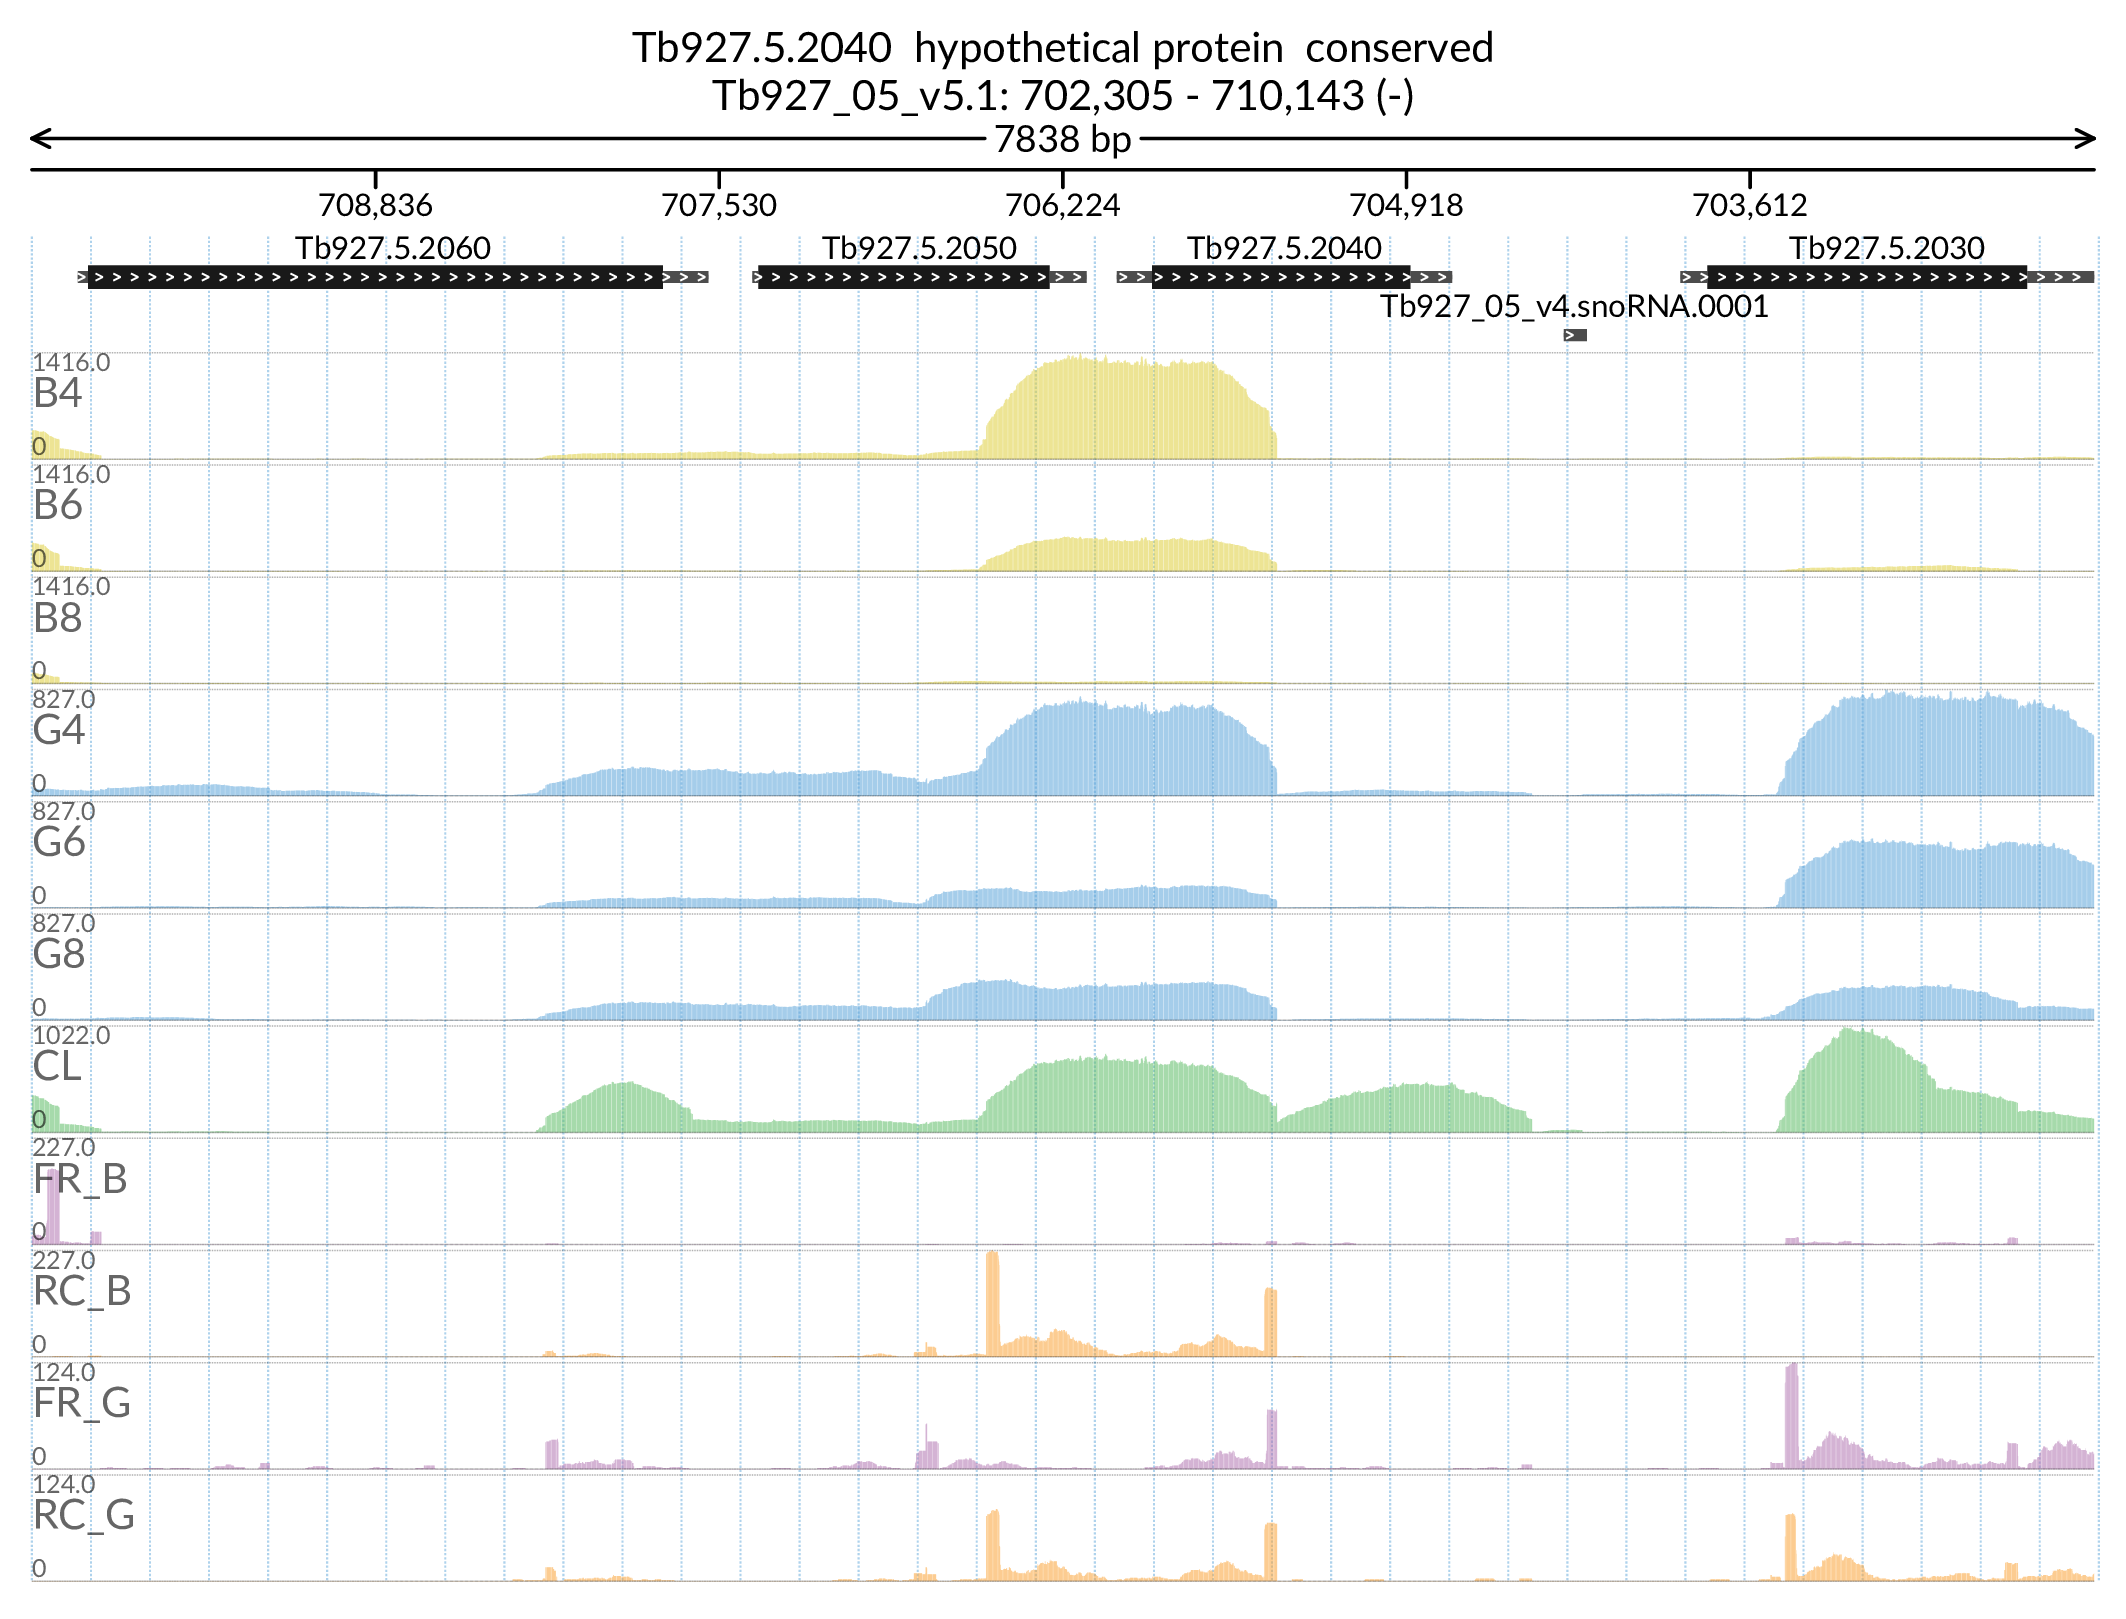 Tb927.5.2040  hypothetical protein  conserved
Tb927_05_v5.1: 702,305 - 710,143 (-)
7838 bp
708,836 707,530 706,224 704,918 703,612
Tb927.5.2060 Tb927.5.2050 Tb927.5.2040 Tb927.5.2030
Tb927_05_v4.snoRNA.0001
1416.0
B4
0
1416.0
B6
0
1416.0
B8
0
827.0
G4
0
827.0
G6
0
827.0
G8
0
1022.0
CL
0
227.0
FR_B
0
227.0
RC_B
0
124.0
FR_G
0
124.0
RC_G
0